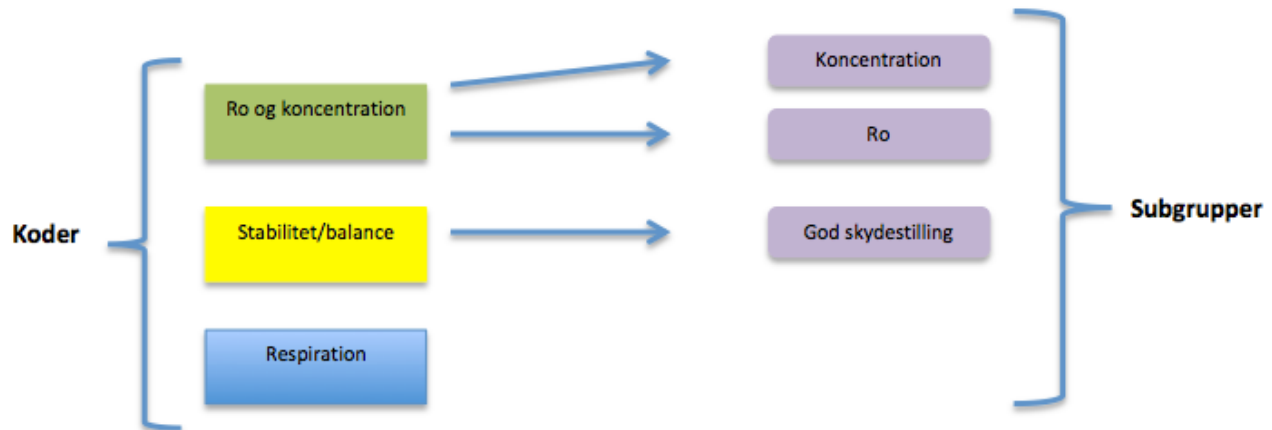 Koder
Ro og koncentration
Stabilitet/balance
Respiration
Koncentration
Ro
God skydestilling
Subgrupper